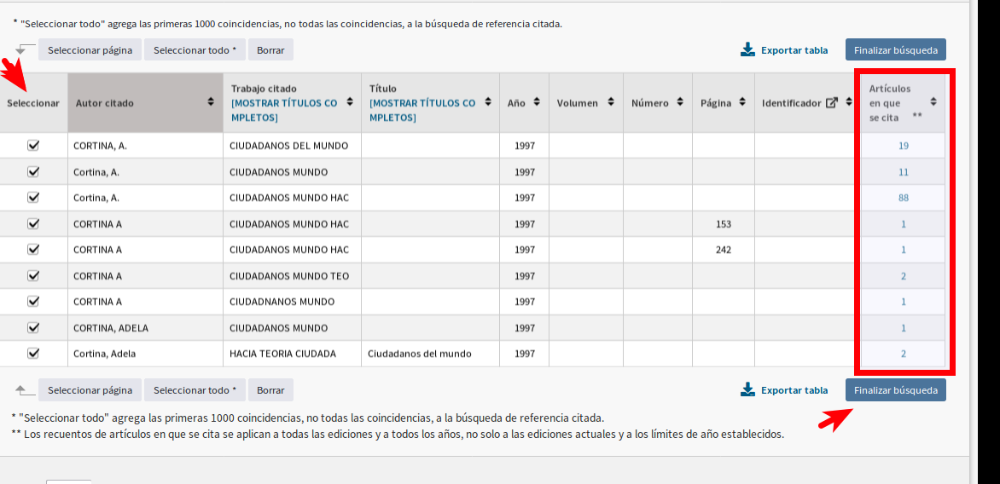 * "Seleccionar todo" agrega las primeras 1000 coincidencias, no todas las coincidencias, a la búsqueda de referencia citada.
Seleccionar página Seleccionar todo * Borrar Exportar tabla Finalizar búsqueda
Seleccionar Autor citado Trabajo citado [MOSTRAR TÍTULOS CO MPLETOS] Título [MOSTRAR TÍTULOS CO MPLETOS] Año Volumen Número Página Identificador Artículos en que se cita **
CORTINA, A. CIUDADANOS DEL MUNDO 1997 19
Cortina, A. CIUDADANOS MUNDO 1997 11
Cortina, A. CIUDADANOS MUNDO HAC 1997 88
CORTINA A CIUDADANOS MUNDO HAC 1997 153 1
CORTINA A CIUDADANOS MUNDO HAC 1997 242 1
CORTINA A CIUDADANOS MUNDO TEO 1997 2
CORTINA A CIUDADNANOS MUNDO 1997 1
CORTINA, ADELA CIUDADANOS MUNDO 1997 1
Cortina, Adela HACIA TEORIA CIUDADA Ciudadanos del mundo 1997 2
Seleccionar página Seleccionar todo * Borrar Exportar tabla Finalizar búsqueda
* "Seleccionar todo" agrega las primeras 1000 coincidencias, no todas las coincidencias, a la búsqueda de referencia citada.
** Los recuentos de artículos en que se cita se aplican a todas las ediciones y a todos los años, no solo a las ediciones actuales y a los límites de año establecidos.